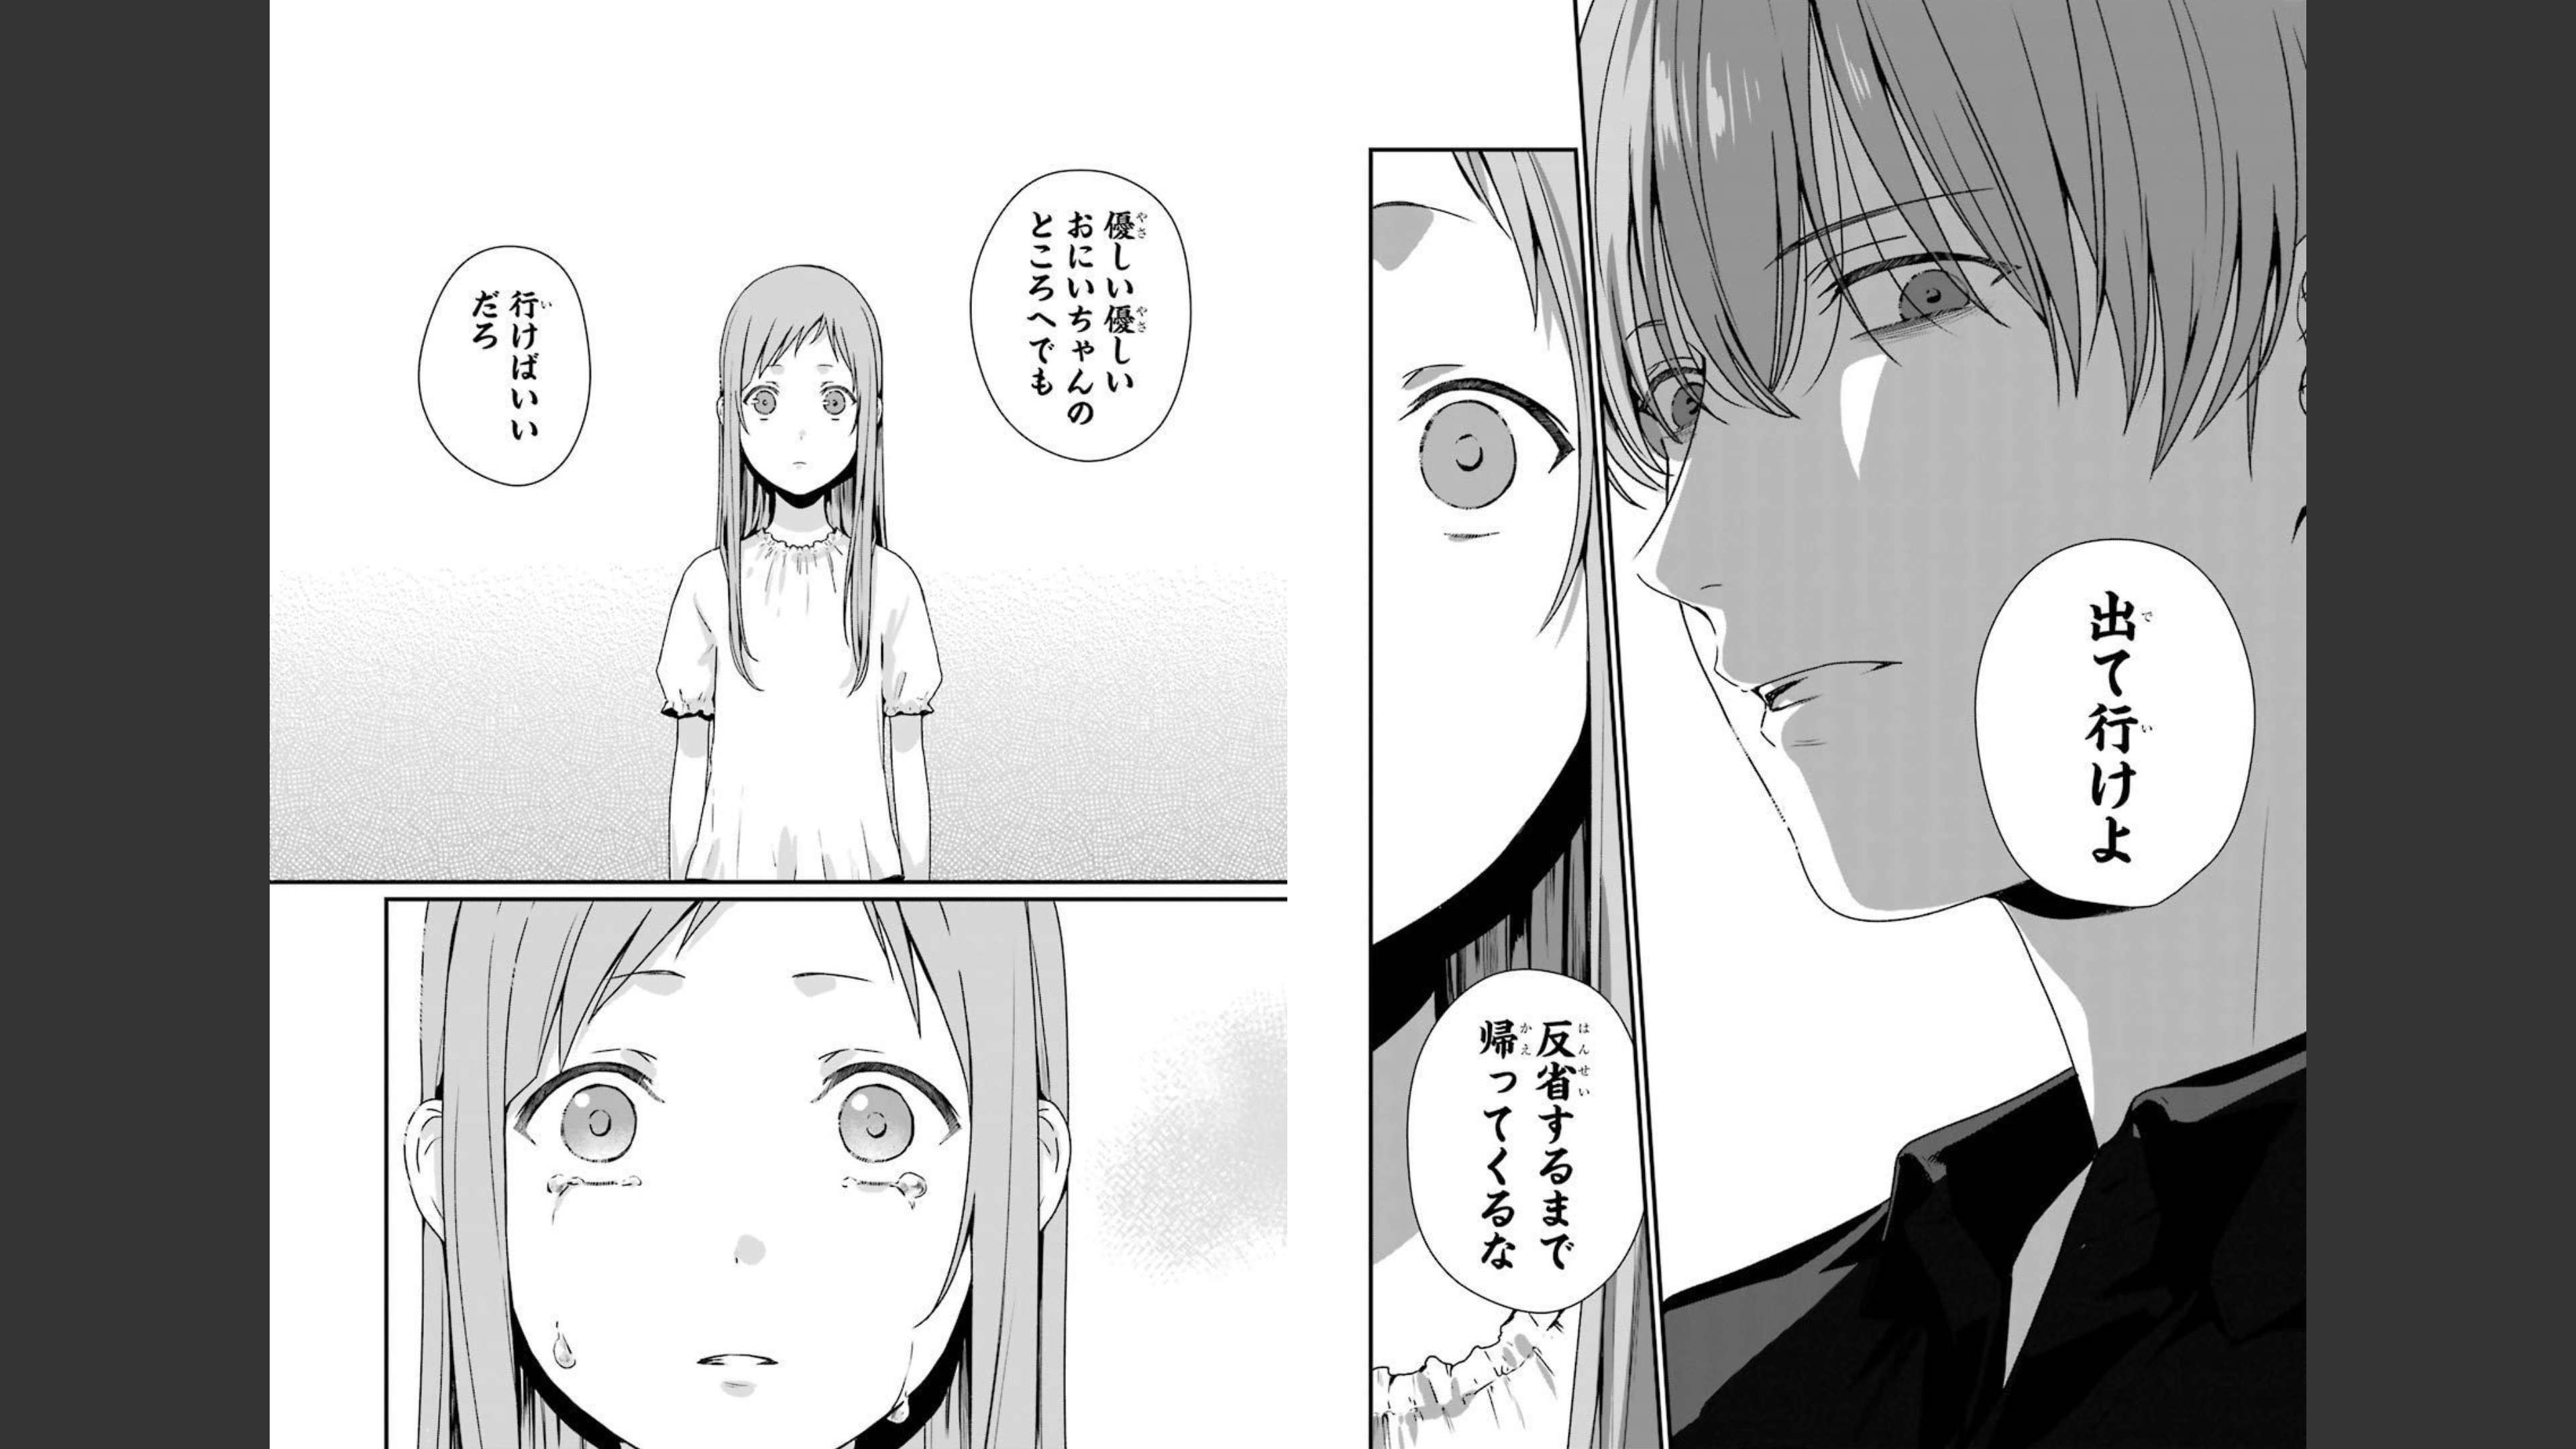 出て行けよ
反省するまで
帰ってくるな
優しい優しい
おにいちゃんの
ところへでも
行けばいい
だろ